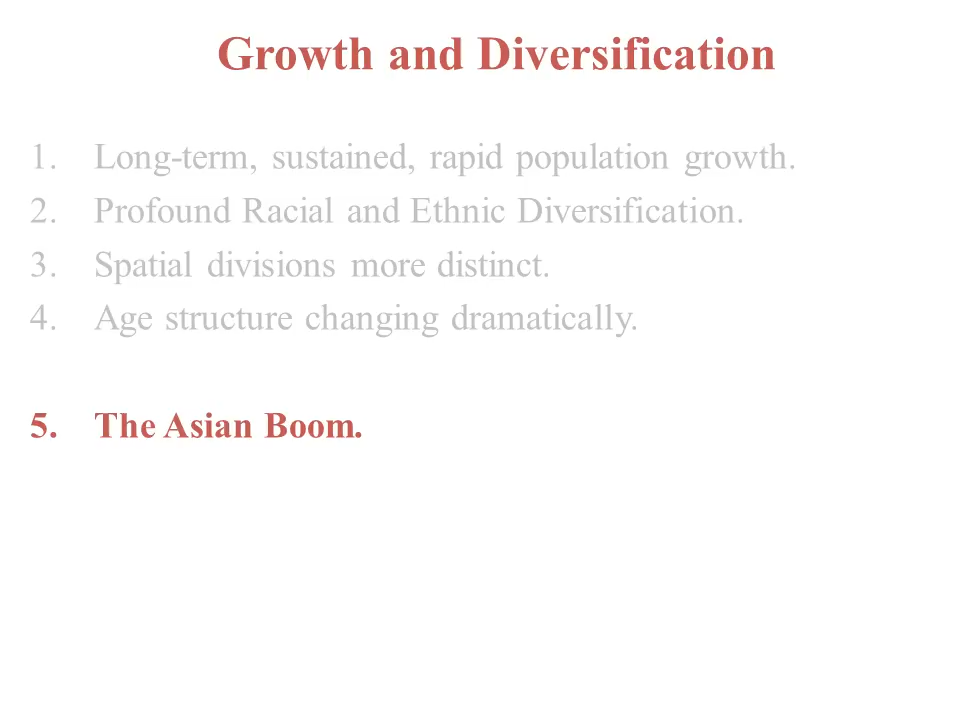 Growth and Diversification
1. Long-term, sustained, rapid population growth.
2. Profound Racial and Ethnic Diversification.
3. Spatial divisions more distinct.
4. Age structure changing dramatically.
5. The Asian Boom.